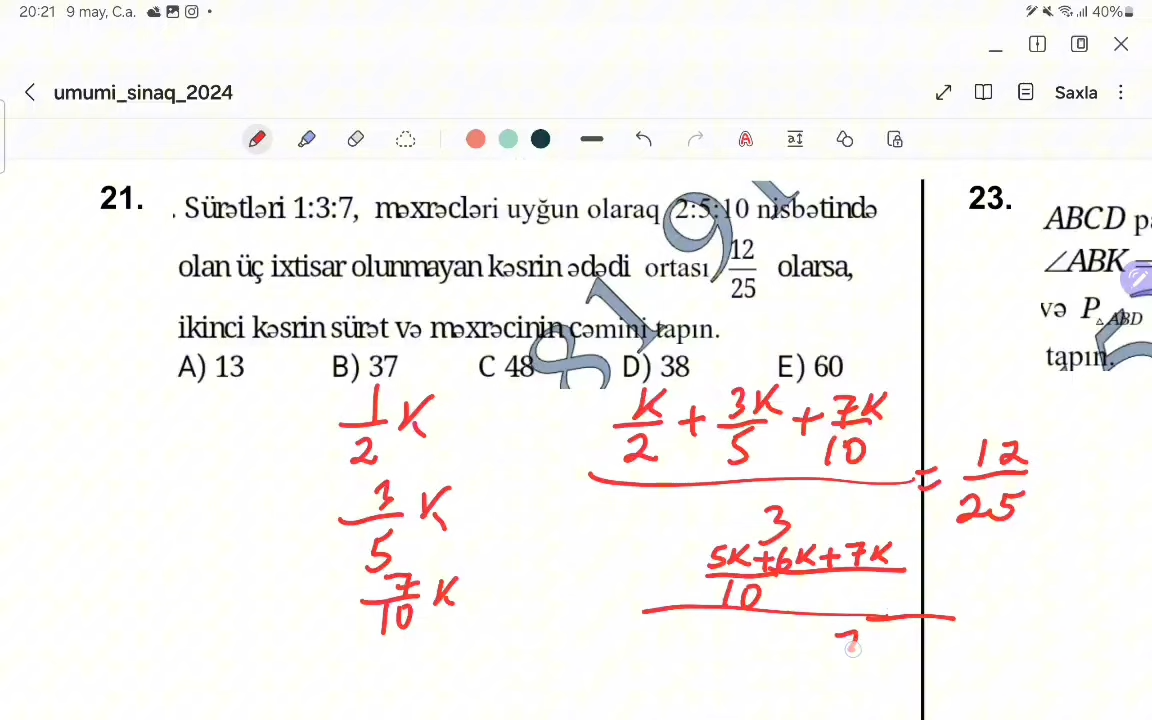 20:21 9 may, C.a. 40%
umumi_sinaq_2024 Saxla
21. . Sürətləri 1:3:7, məxrəcləri uyğun olaraq 2:5:10 nisbətində
olan üç ixtisar olunmayan kəsrin ədədi ortası 12/25 olarsa,
ikinci kəsrin sürət və məxrəcinin cəmini tapın.
A) 13 B) 37 C 48 D) 38 E) 60
23.
ABCD
∠ABK
və P△ABD
tapın.
8191
5
1/2 K
3/5 K
7/10 K
K/2 + 3K/5 + 7K/10
3
= 12/25
5K+6K+7K
10